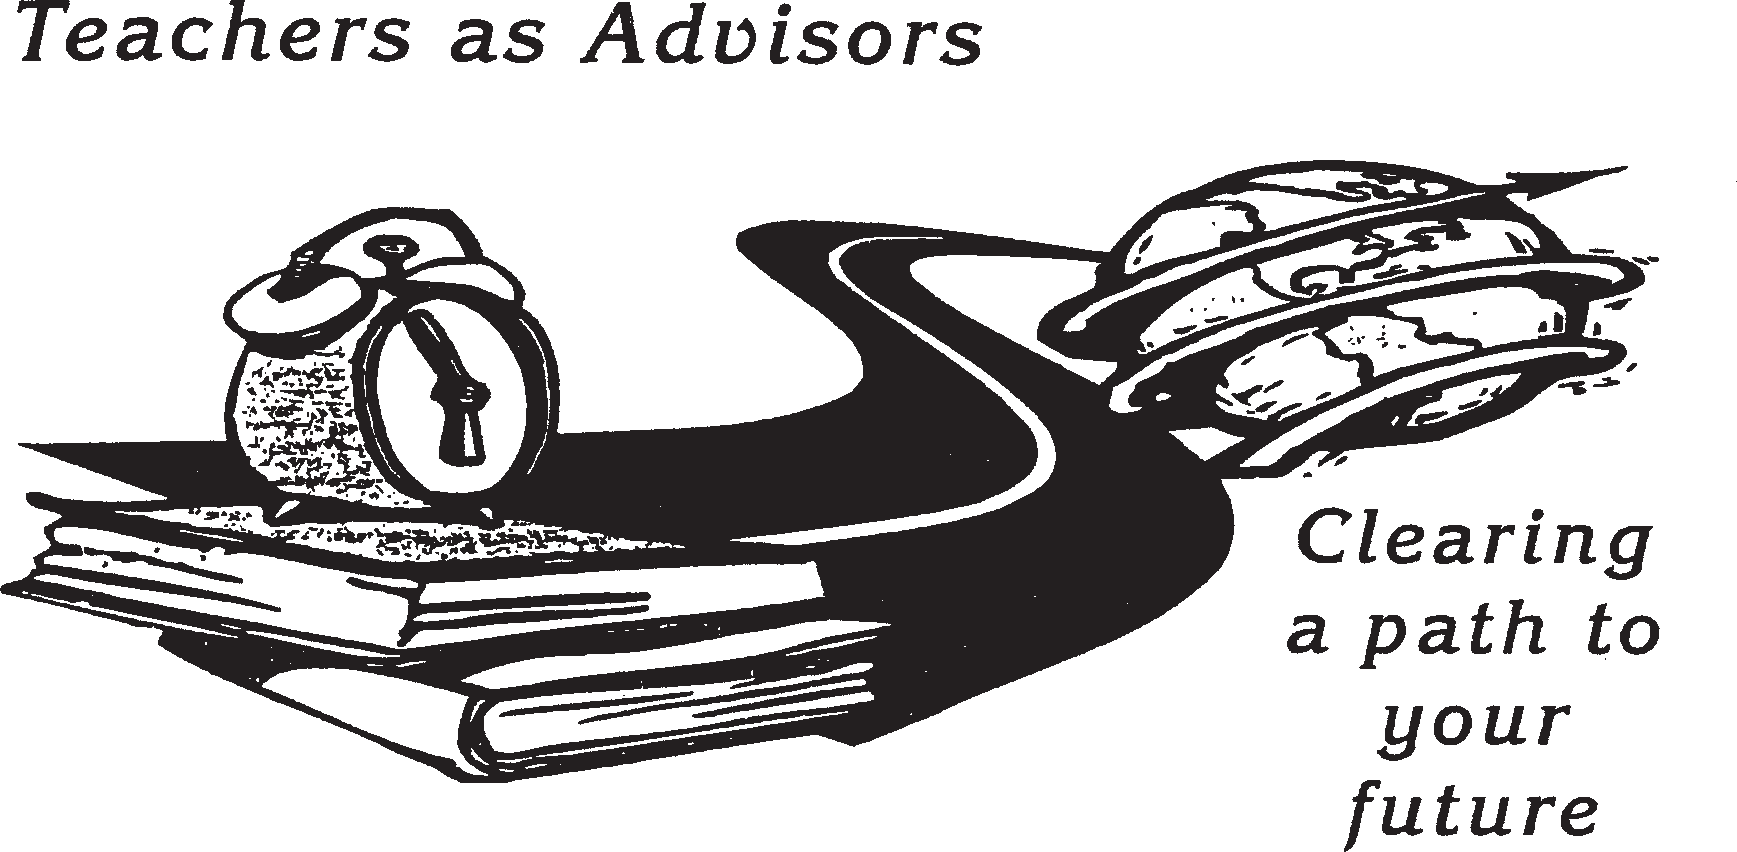 Teachers as Advisors
Clearing
a path to
your
future